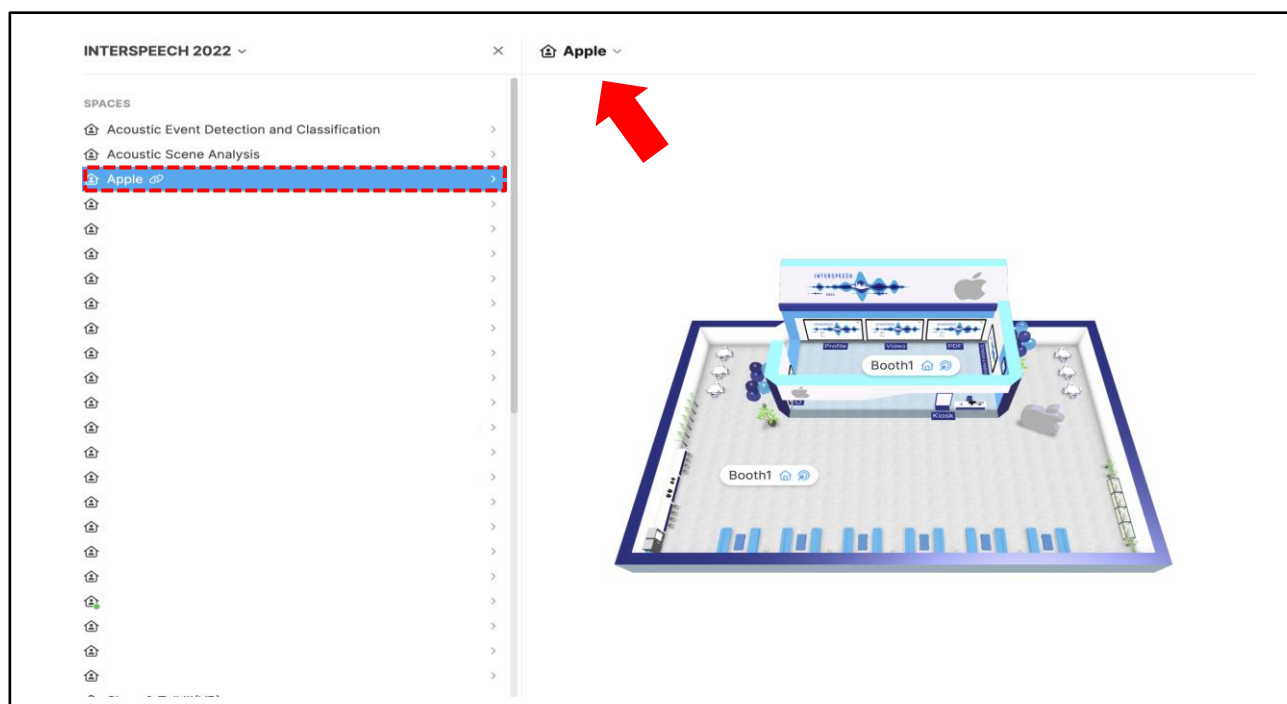 INTERSPEECH 2022
Apple
SPACES
Acoustic Event Detection and Classification
Acoustic Scene Analysis
Apple
INTERSPEECH
2022
Profile
Video
PDF
Booth1
Kiosk
Booth1